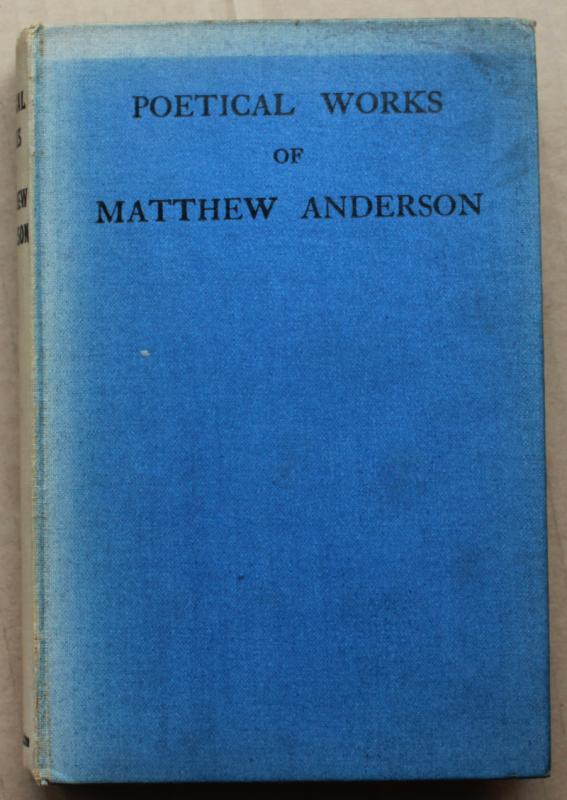 POETICAL WORKS
OF
MATTHEW ANDERSON